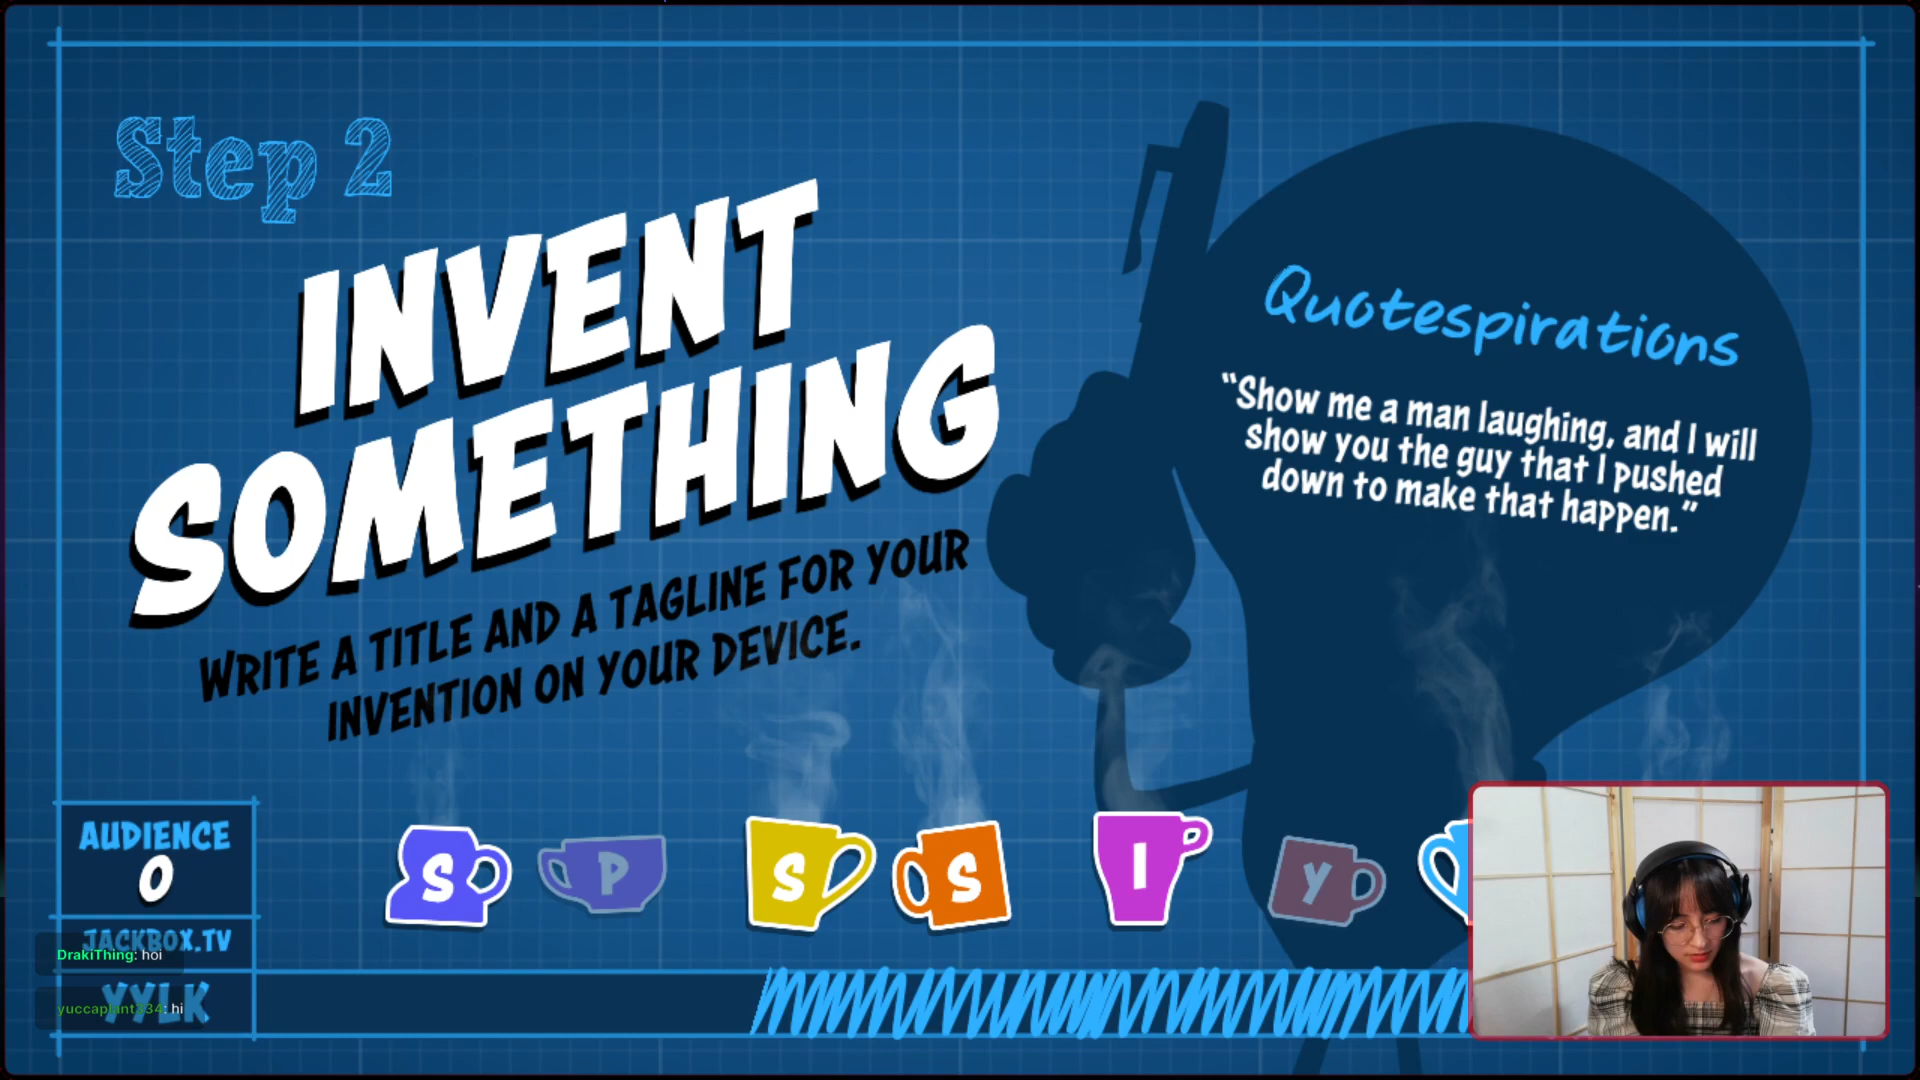 Step 2
INVENT
SOMETHING
WRITE A TITLE AND A TAGLINE FOR YOUR
INVENTION ON YOUR DEVICE.
Quotespirations
“Show me a man laughing, and I will
show you the guy that I pushed
down to make that happen.”
AUDIENCE
0
JACKBOX.TV
YYLK
DrakiThing: hoi
yuccaplant334: hi
S
P
S
S
I
Y